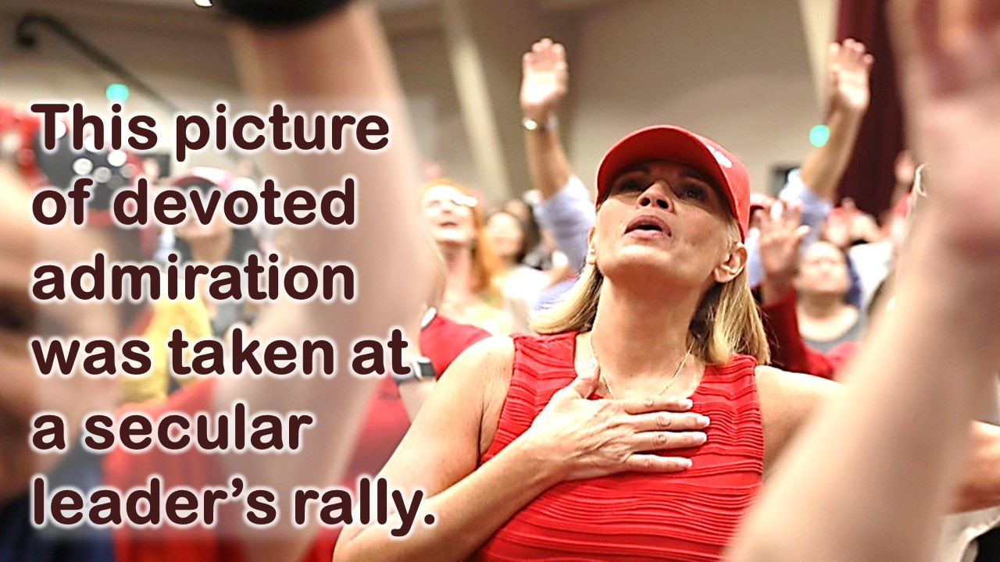 This picture
of devoted
admiration
was taken at
a secular
leader’s rally.